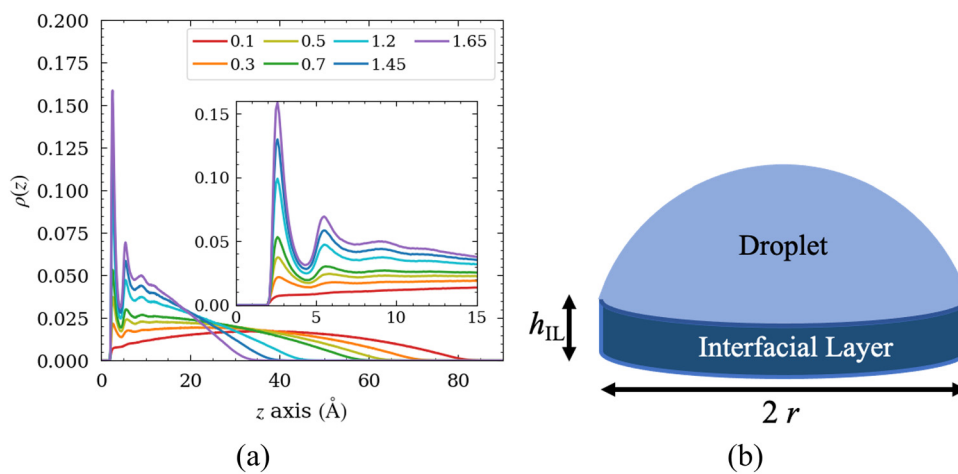 0.200
0.175
0.150
0.125
0.100
0.075
0.050
0.025
0.000
ρ(z)
0.1 0.5 1.2 1.65
0.3 0.7 1.45
0.15
0.10
0.05
0.00
0 5 10 15
0 20 40 60 80
z axis (Å)
(a)
Droplet
h_IL
Interfacial Layer
2 r
(b)